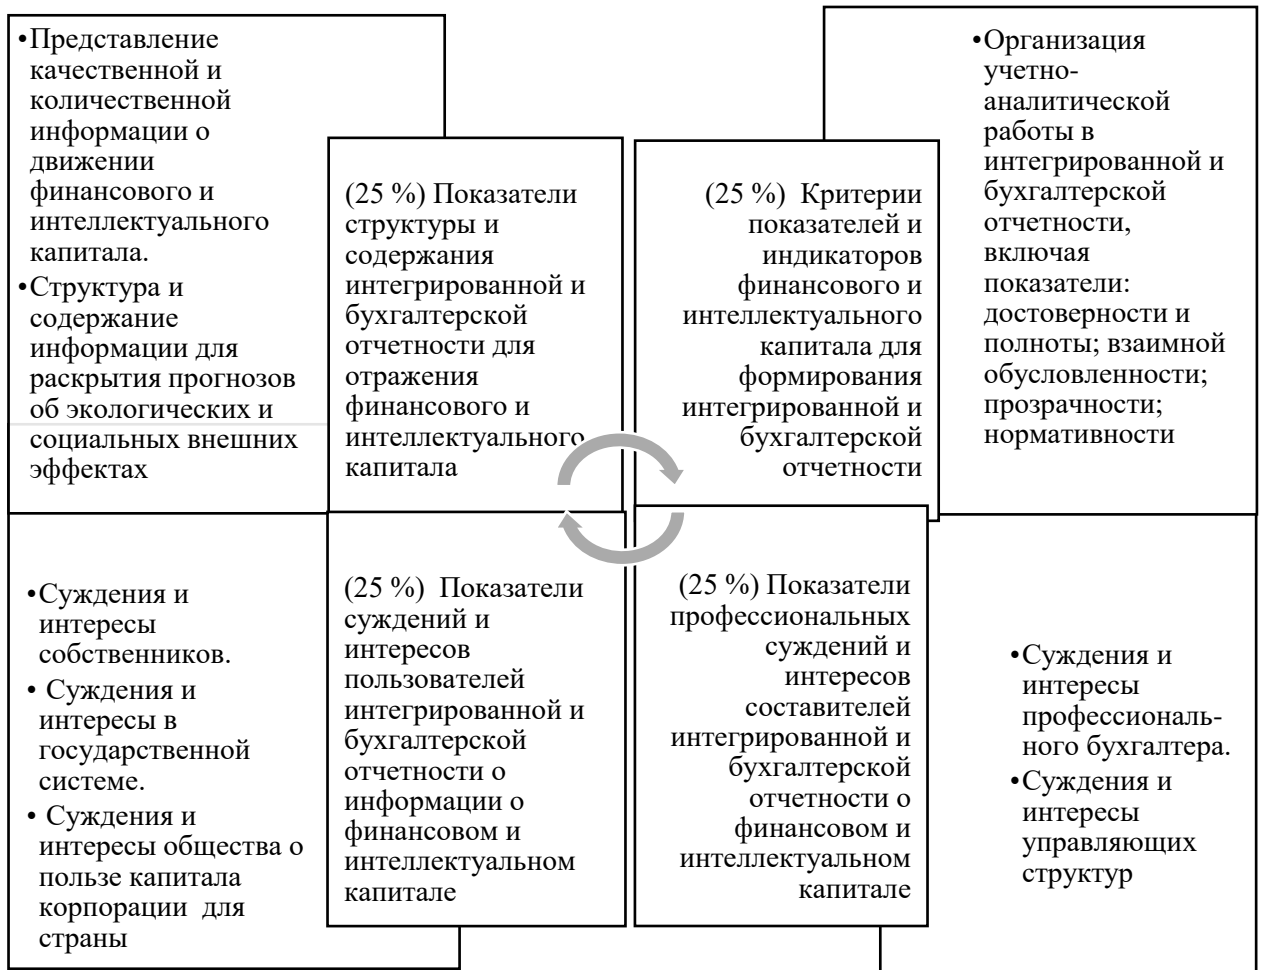 •Представление
качественной и
количественной
информации о
движении
финансового и
интеллектуального
капитала.
•Структура и
содержание
информации для
раскрытия прогнозов
об экологических и
социальных внешних
эффектах
(25 %) Показатели
структуры и
содержания
интегрированной и
бухгалтерской
отчетности для
отражения
финансового и
интеллектуального
капитала
(25 %) Критерии
показателей и
индикаторов
финансового и
интеллектуального
капитала для
формирования
интегрированной и
бухгалтерской
отчетности
•Организация
учетно-
аналитической
работы в
интегрированной и
бухгалтерской
отчетности,
включая
показатели:
достоверности и
полноты; взаимной
обусловленности;
прозрачности;
нормативности
•Суждения и
интересы
собственников.
• Суждения и
интересы в
государственной
системе.
• Суждения и
интересы общества о
пользе капитала
корпорации для
страны
(25 %) Показатели
суждений и
интересов
пользователей
интегрированной и
бухгалтерской
отчетности о
информации о
финансовом и
интеллектуальном
капитале
(25 %) Показатели
профессиональных
суждений и
интересов
составителей
интегрированной и
бухгалтерской
отчетности о
финансовом и
интеллектуальном
капитале
•Суждения и
интересы
профессиональ-
ного бухгалтера.
•Суждения и
интересы
управляющих
структур